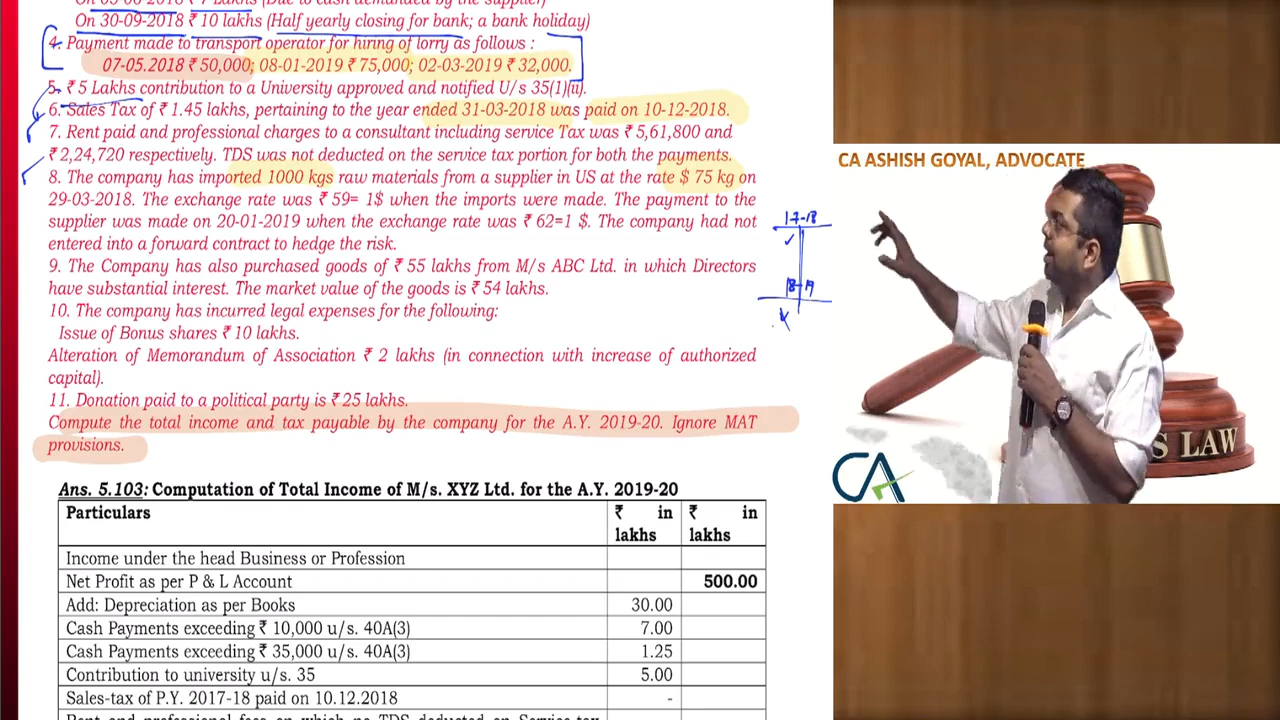 On 30-09-2018 ₹ 10 lakhs (Half yearly closing for bank; a bank holiday)
4. Payment made to transport operator for hiring of lorry as follows :
07-05.2018 ₹ 50,000; 08-01-2019 ₹ 75,000; 02-03-2019 ₹ 32,000.
5. ₹ 5 Lakhs contribution to a University approved and notified U/s 35(1)(ii).
6. Sales Tax of ₹ 1.45 lakhs, pertaining to the year ended 31-03-2018 was paid on 10-12-2018.
7. Rent paid and professional charges to a consultant including service Tax was ₹ 5,61,800 and
₹ 2,24,720 respectively. TDS was not deducted on the service tax portion for both the payments.
8. The company has imported 1000 kgs raw materials from a supplier in US at the rate $ 75 kg on
29-03-2018. The exchange rate was ₹ 59= 1$ when the imports were made. The payment to the
supplier was made on 20-01-2019 when the exchange rate was ₹ 62=1 $. The company had not
entered into a forward contract to hedge the risk.
9. The Company has also purchased goods of ₹ 55 lakhs from M/s ABC Ltd. in which Directors
have substantial interest. The market value of the goods is ₹ 54 lakhs.
10. The company has incurred legal expenses for the following:
Issue of Bonus shares ₹ 10 lakhs.
Alteration of Memorandum of Association ₹ 2 lakhs (in connection with increase of authorized
capital).
11. Donation paid to a political party is ₹ 25 lakhs.
Compute the total income and tax payable by the company for the A.Y. 2019-20. Ignore MAT
provisions.
Ans. 5.103: Computation of Total Income of M/s. XYZ Ltd. for the A.Y. 2019-20
Particulars ₹ in lakhs ₹ in lakhs
Income under the head Business or Profession
Net Profit as per P & L Account 500.00
Add: Depreciation as per Books 30.00
Cash Payments exceeding ₹ 10,000 u/s. 40A(3) 7.00
Cash Payments exceeding ₹ 35,000 u/s. 40A(3) 1.25
Contribution to university u/s. 35 5.00
Sales-tax of P.Y. 2017-18 paid on 10.12.2018 -
17-18
18-19
CA ASHISH GOYAL, ADVOCATE
S LAW
CA